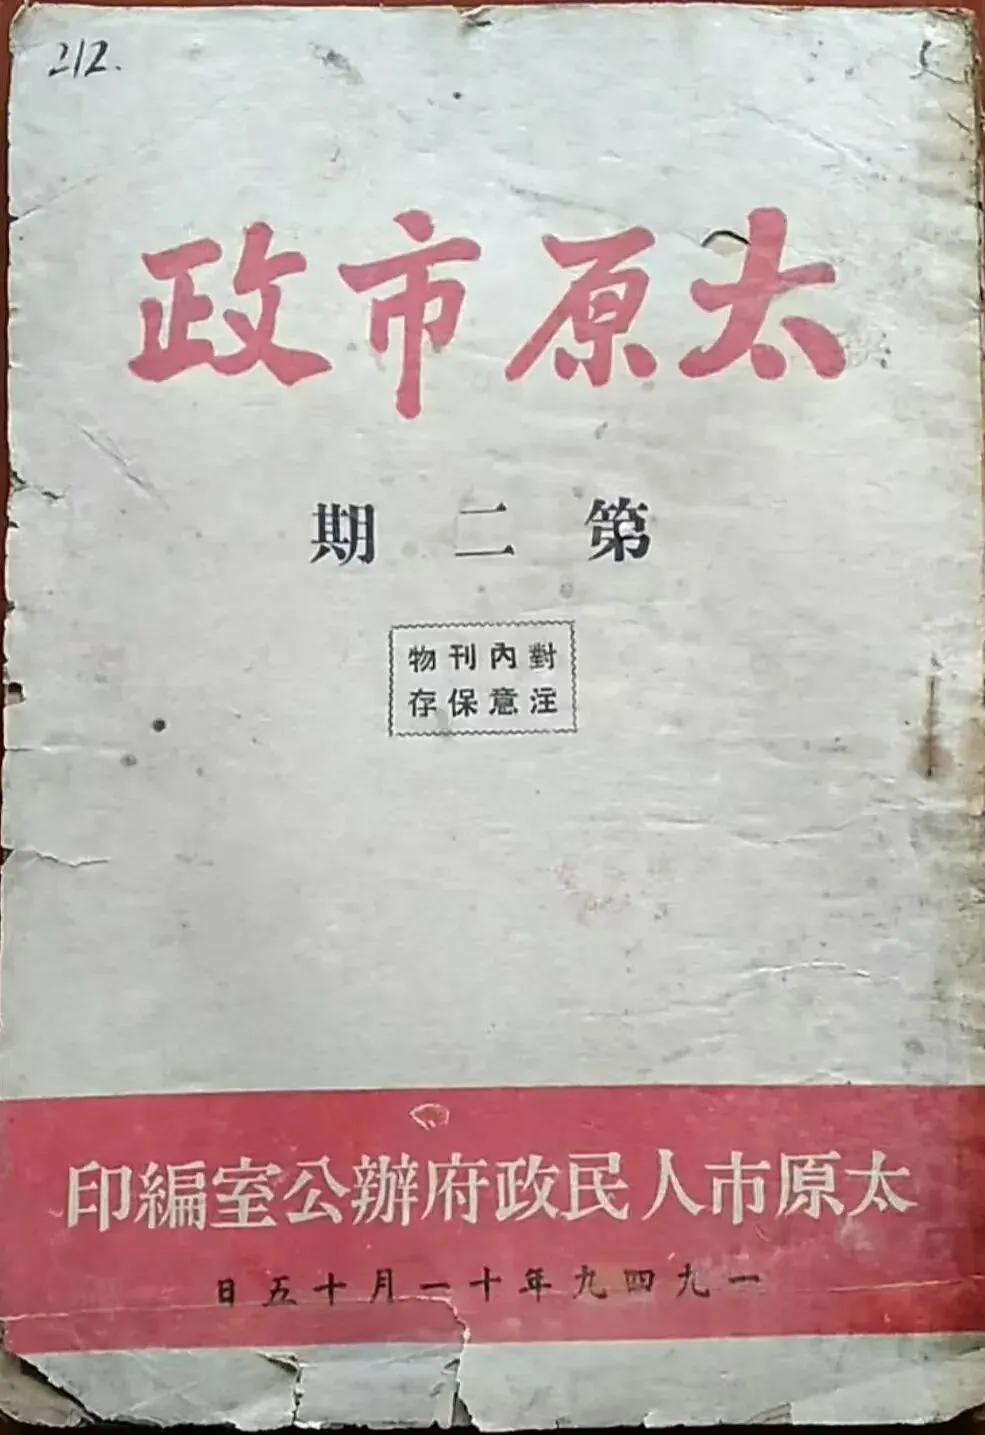 212.
太原市政
第二期
對內刊物
注意保存
太原市人民政府辦公室編印
一九四九年十一月十五日